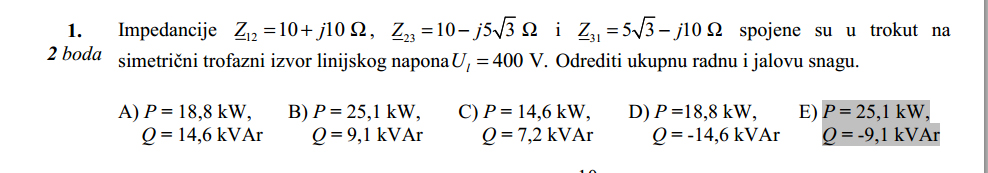 1. Impedancije Z₁₂ = 10 + j10 Ω, Z₂₃ = 10 − j5√3 Ω i Z₃₁ = 5√3 − j10 Ω spojene su u trokut na
2 boda simetrični trofazni izvor linijskog napona Uₗ = 400 V. Odrediti ukupnu radnu i jalovu snagu.
A) P = 18,8 kW, B) P = 25,1 kW, C) P = 14,6 kW, D) P =18,8 kW, E) P = 25,1 kW,
Q = 14,6 kVAr Q = 9,1 kVAr Q = 7,2 kVAr Q = -14,6 kVAr Q = -9,1 kVAr